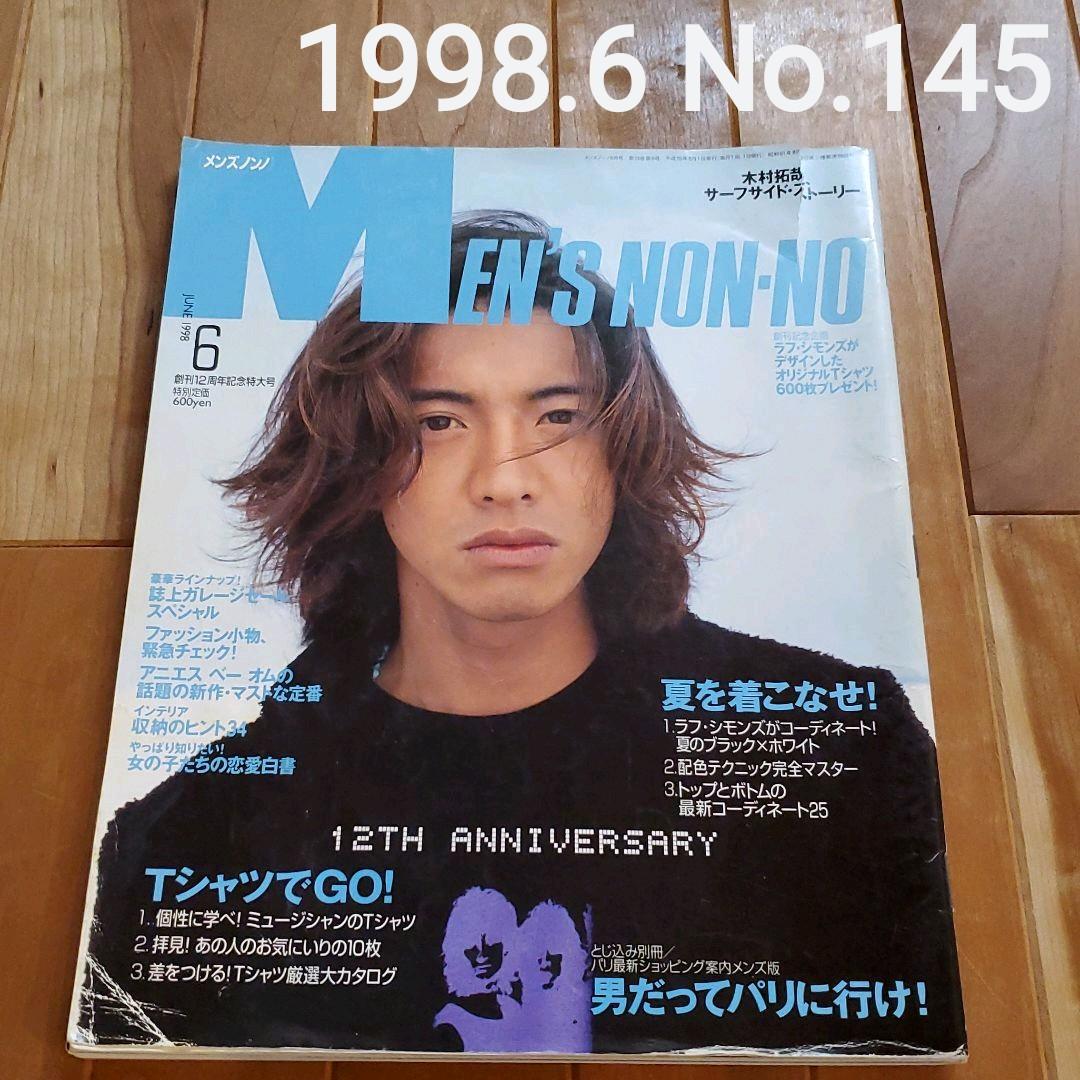 1998.6 No.145
メンズノンノ
木村拓哉
サーフサイド・ストーリー
MEN'S NON-NO
JUNE 1998
6
創刊12周年記念特大号
特別定価
600yen
創刊記念企画
ラフ・シモンズが
デザインした
オリジナルTシャツ
600枚プレゼント!
豪華ラインナップ!
誌上ガレージセール
スペシャル
ファッション小物、
緊急チェック!
アニエス ベー オムの
話題の新作・マストな定番
インテリア
収納のヒント34
やっぱり知りたい!
女の子たちの恋愛白書
夏を着こなせ!
1.ラフ・シモンズがコーディネート!
夏のブラック×ホワイト
2.配色テクニック完全マスター
3.トップとボトムの
最新コーディネート25
12TH ANNIVERSARY
TシャツでGO!
1.個性に学べ!ミュージシャンのTシャツ
2.拝見!あの人のお気にいりの10枚
3.差をつける!Tシャツ厳選大カタログ
とじ込み別冊/
パリ最新ショッピング案内メンズ版
男だってパリに行け!